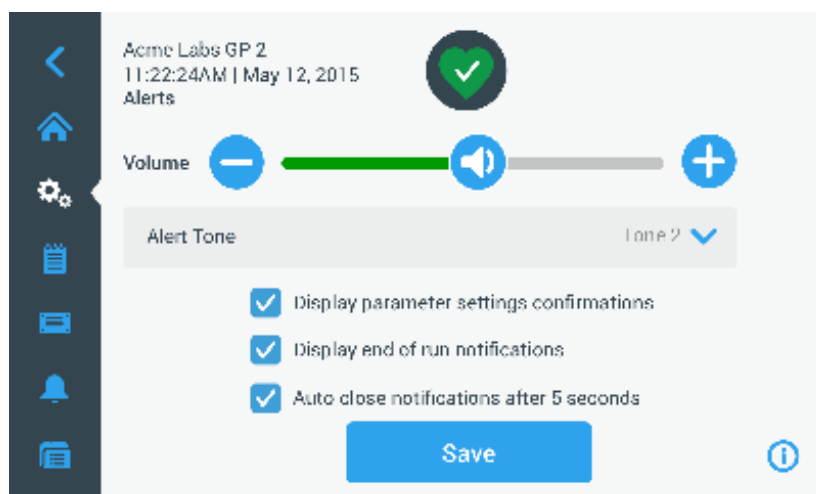 Acme Labs GP 2
11:22:24AM | May 12, 2015
Alerts
Volume
Alert Tone Tone 2
Display parameter settings confirmations
Display end of run notifications
Auto close notifications after 5 seconds
Save